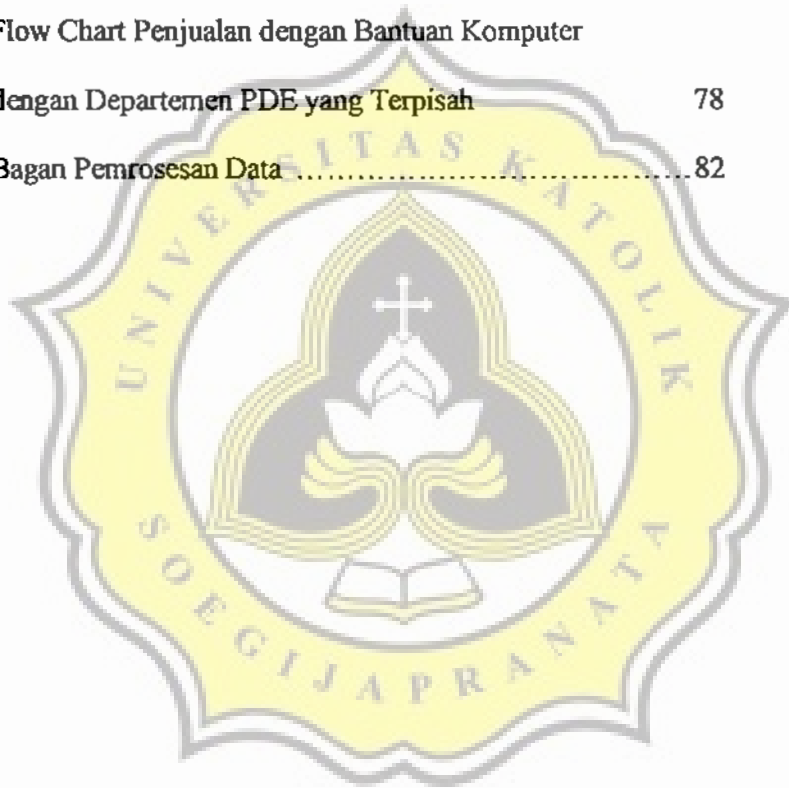 Flow Chart Penjualan dengan Bantuan Komputer
dengan Departemen PDE yang Terpisah 78
Bagan Pemrosesan Data ........................................82
UNIVERSITAS KATOLIK
SOEGIJAPRANATA